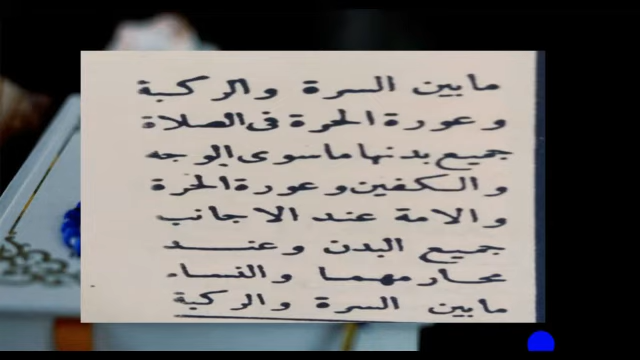 مابين السرة والركبة
وعورة الحرة فى الصلاة
جميع بدنها ماسوى الوجه
والكفين وعورة الحرة
والامة عند الاجانب
جميع البدن وعند
محارمهما والنساء
مابين السرة والركبة